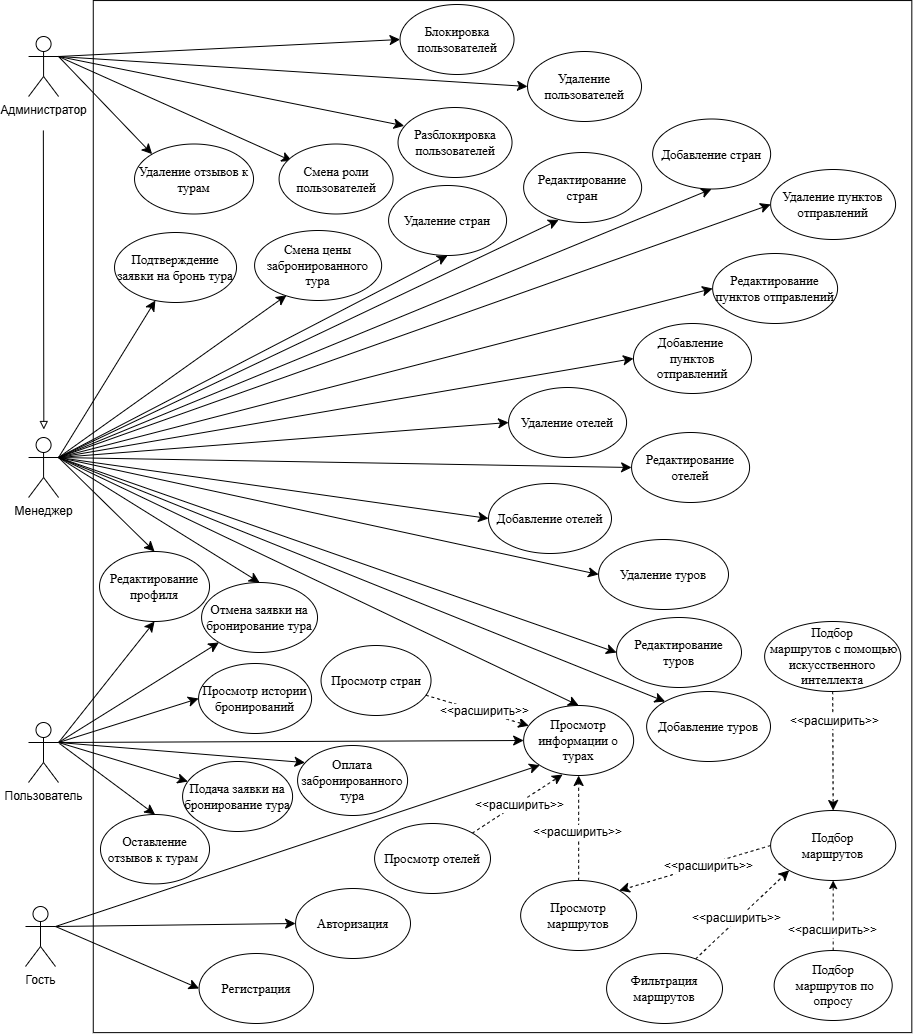 Блокировка
пользователей
Удаление
пользователей
Администратор
Разблокировка
пользователей
Добавление стран
Удаление отзывов к
турам
Смена роли
пользователей
Редактирование
стран
Удаление пунктов
отправлений
Удаление стран
Подтверждение
заявки на бронь тура
Смена цены
забронированного
тура
Редактирование
пунктов отправлений
Добавление
пунктов
отправлений
Удаление отелей
Редактирование
отелей
Менеджер
Добавление отелей
Удаление туров
Редактирование
профиля
Отмена заявки на
бронирование тура
Редактирование
туров
Подбор
маршрутов с помощью
искусственного
интеллекта
Просмотр стран
Просмотр истории
бронирований
<<расширить>>
<<расширить>>
Просмотр
информации о
турах
Добавление туров
Пользователь
Оплата
забронированного
тура
Подача заявки на
бронирование тура
<<расширить>>
<<расширить>>
Оставление
отзывов к турам
Просмотр отелей
Подбор
маршрутов
<<расширить>>
Просмотр
маршрутов
<<расширить>>
<<расширить>>
Авторизация
Гость
Регистрация
Фильтрация
маршрутов
Подбор
маршрутов по
опросу